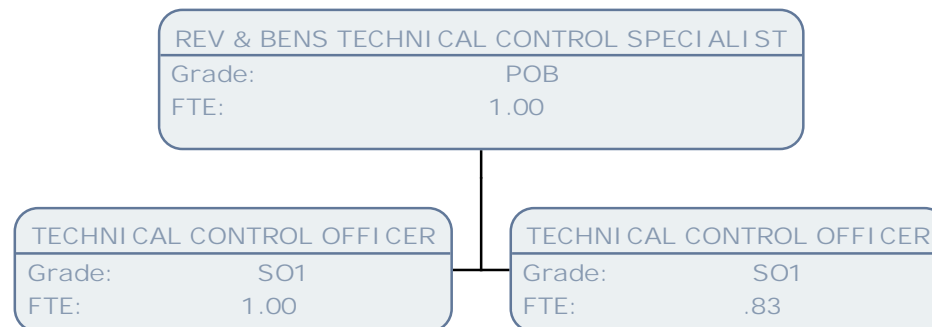 REV & BENS TECHNICAL CONTROL SPECIALIST
Grade: POB
FTE: 1.00
TECHNICAL CONTROL OFFICER
Grade: SO1
FTE: 1.00
TECHNICAL CONTROL OFFICER
Grade: SO1
FTE: .83